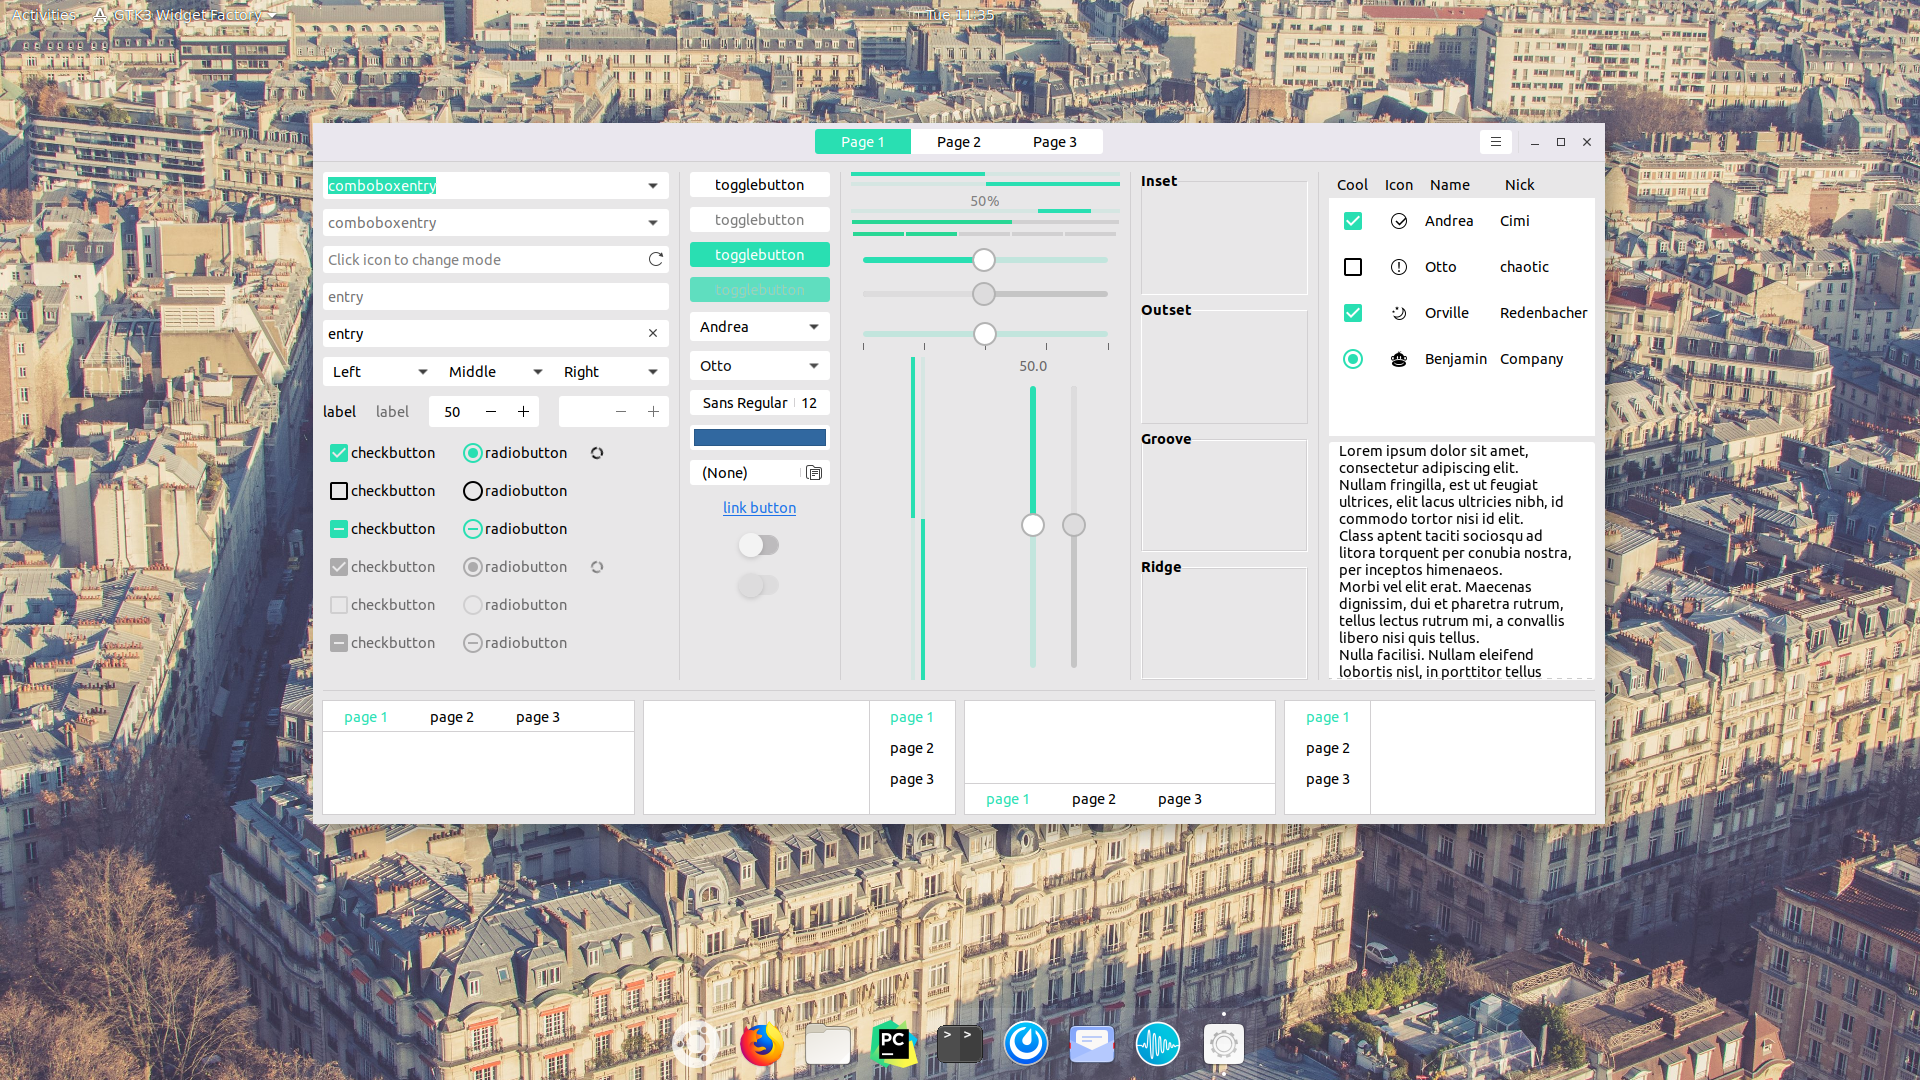 Activities
GTK3 Widget Factory
Tue 11:35
Page 1 Page 2 Page 3
comboboxentry
comboboxentry
Click icon to change mode
entry
entry
Left Middle Right
label label 50
checkbutton radiobutton
checkbutton radiobutton
checkbutton radiobutton
checkbutton radiobutton
checkbutton radiobutton
checkbutton radiobutton
togglebutton
togglebutton
togglebutton
togglebutton
Andrea
Otto
Sans Regular 12
(None)
link button
50%
50.0
Inset
Outset
Groove
Ridge
Cool Icon Name Nick
Andrea Cimi
Otto chaotic
Orville Redenbacher
Benjamin Company
Lorem ipsum dolor sit amet,
consectetur adipiscing elit.
Nullam fringilla, est ut feugiat
ultrices, elit lacus ultricies nibh, id
commodo tortor nisi id elit.
Class aptent taciti sociosqu ad
litora torquent per conubia nostra,
per inceptos himenaeos.
Morbi vel elit erat. Maecenas
dignissim, dui et pharetra rutrum,
tellus lectus rutrum mi, a convallis
libero nisi quis tellus.
Nulla facilisi. Nullam eleifend
lobortis nisl, in porttitor tellus
page 1 page 2 page 3
page 1
page 2
page 3
page 1 page 2 page 3
page 1
page 2
page 3
PC
> >